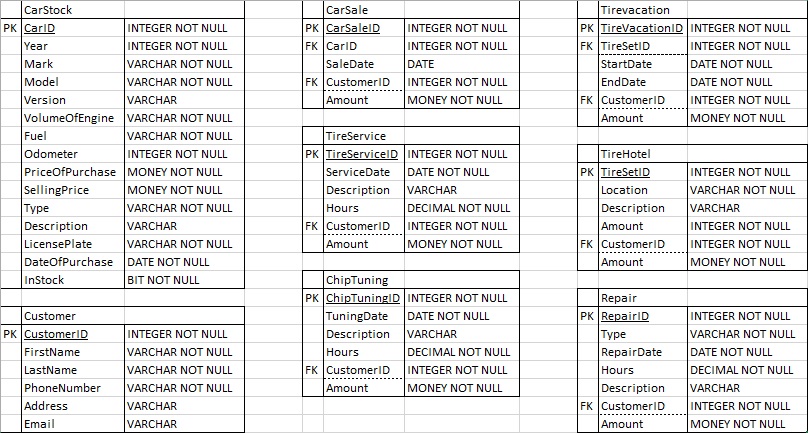 CarStock
PK CarID INTEGER NOT NULL
Year INTEGER NOT NULL
Mark VARCHAR NOT NULL
Model VARCHAR NOT NULL
Version VARCHAR
VolumeOfEngine VARCHAR NOT NULL
Fuel VARCHAR NOT NULL
Odometer INTEGER NOT NULL
PriceOfPurchase MONEY NOT NULL
SellingPrice MONEY NOT NULL
Type VARCHAR NOT NULL
Description VARCHAR
LicensePlate VARCHAR NOT NULL
DateOfPurchase DATE NOT NULL
InStock BIT NOT NULL
Customer
PK CustomerID INTEGER NOT NULL
FirstName VARCHAR NOT NULL
LastName VARCHAR NOT NULL
PhoneNumber VARCHAR NOT NULL
Address VARCHAR
Email VARCHAR
CarSale
PK CarSaleID INTEGER NOT NULL
FK CarID INTEGER NOT NULL
SaleDate DATE
FK CustomerID INTEGER NOT NULL
Amount MONEY NOT NULL
TireService
PK TireServiceID INTEGER NOT NULL
ServiceDate DATE NOT NULL
Description VARCHAR
Hours DECIMAL NOT NULL
FK CustomerID INTEGER NOT NULL
Amount MONEY NOT NULL
ChipTuning
PK ChipTuningID INTEGER NOT NULL
TuningDate DATE NOT NULL
Description VARCHAR
Hours DECIMAL NOT NULL
FK CustomerID INTEGER NOT NULL
Amount MONEY NOT NULL
Tirevacation
PK TireVacationID INTEGER NOT NULL
FK TireSetID INTEGER NOT NULL
StartDate DATE NOT NULL
EndDate DATE NOT NULL
FK CustomerID INTEGER NOT NULL
Amount MONEY NOT NULL
TireHotel
PK TireSetID INTEGER NOT NULL
Location VARCHAR NOT NULL
Description VARCHAR
Amount INTEGER NOT NULL
FK CustomerID INTEGER NOT NULL
Amount MONEY NOT NULL
Repair
PK RepairID INTEGER NOT NULL
Type VARCHAR NOT NULL
RepairDate DATE NOT NULL
Hours DECIMAL NOT NULL
Description VARCHAR
FK CustomerID INTEGER NOT NULL
Amount MONEY NOT NULL